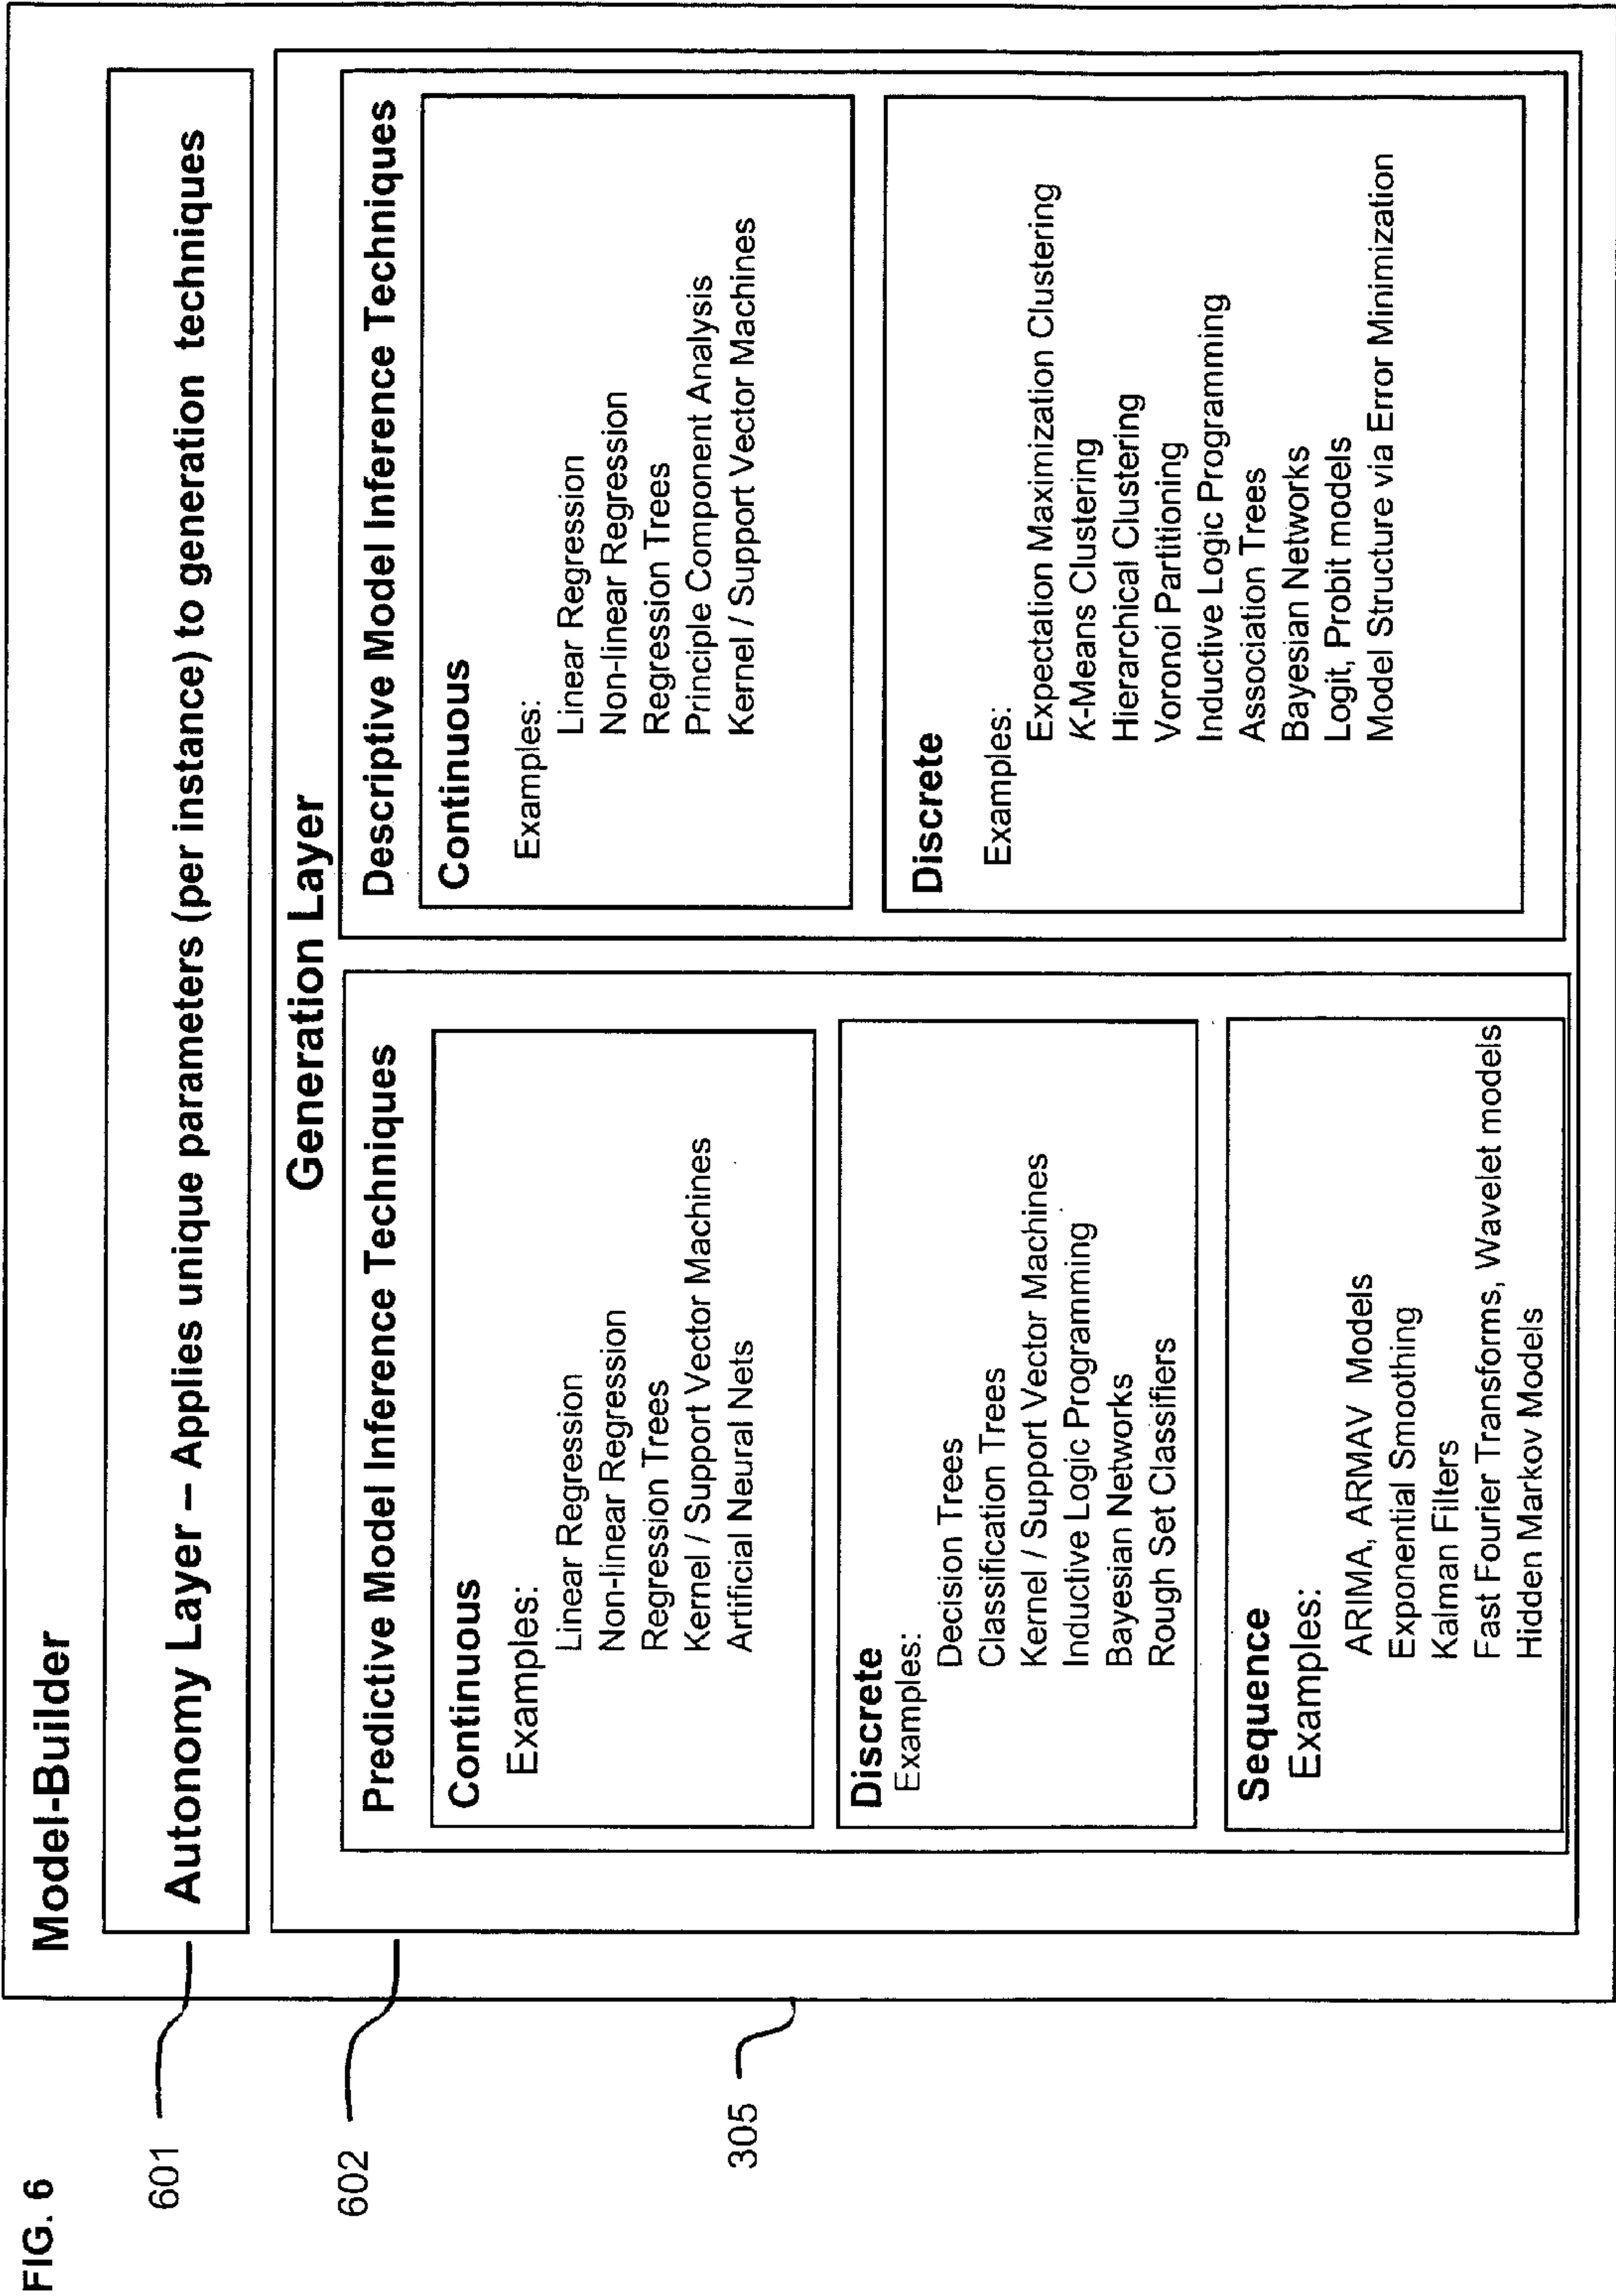 FIG. 6
601
602
305
Model-Builder
Autonomy Layer – Applies unique parameters (per instance) to generation techniques
Generation Layer
Predictive Model Inference Techniques
Continuous
Examples:
Linear Regression
Non-linear Regression
Regression Trees
Kernel / Support Vector Machines
Artificial Neural Nets
Discrete
Examples:
Decision Trees
Classification Trees
Kernel / Support Vector Machines
Inductive Logic Programming
Bayesian Networks
Rough Set Classifiers
Sequence
Examples:
ARIMA, ARMAV Models
Exponential Smoothing
Kalman Filters
Fast Fourier Transforms, Wavelet models
Hidden Markov Models
Descriptive Model Inference Techniques
Continuous
Examples:
Linear Regression
Non-linear Regression
Regression Trees
Principle Component Analysis
Kernel / Support Vector Machines
Discrete
Examples:
Expectation Maximization Clustering
K-Means Clustering
Hierarchical Clustering
Voronoi Partitioning
Inductive Logic Programming
Association Trees
Bayesian Networks
Logit, Probit models
Model Structure via Error Minimization